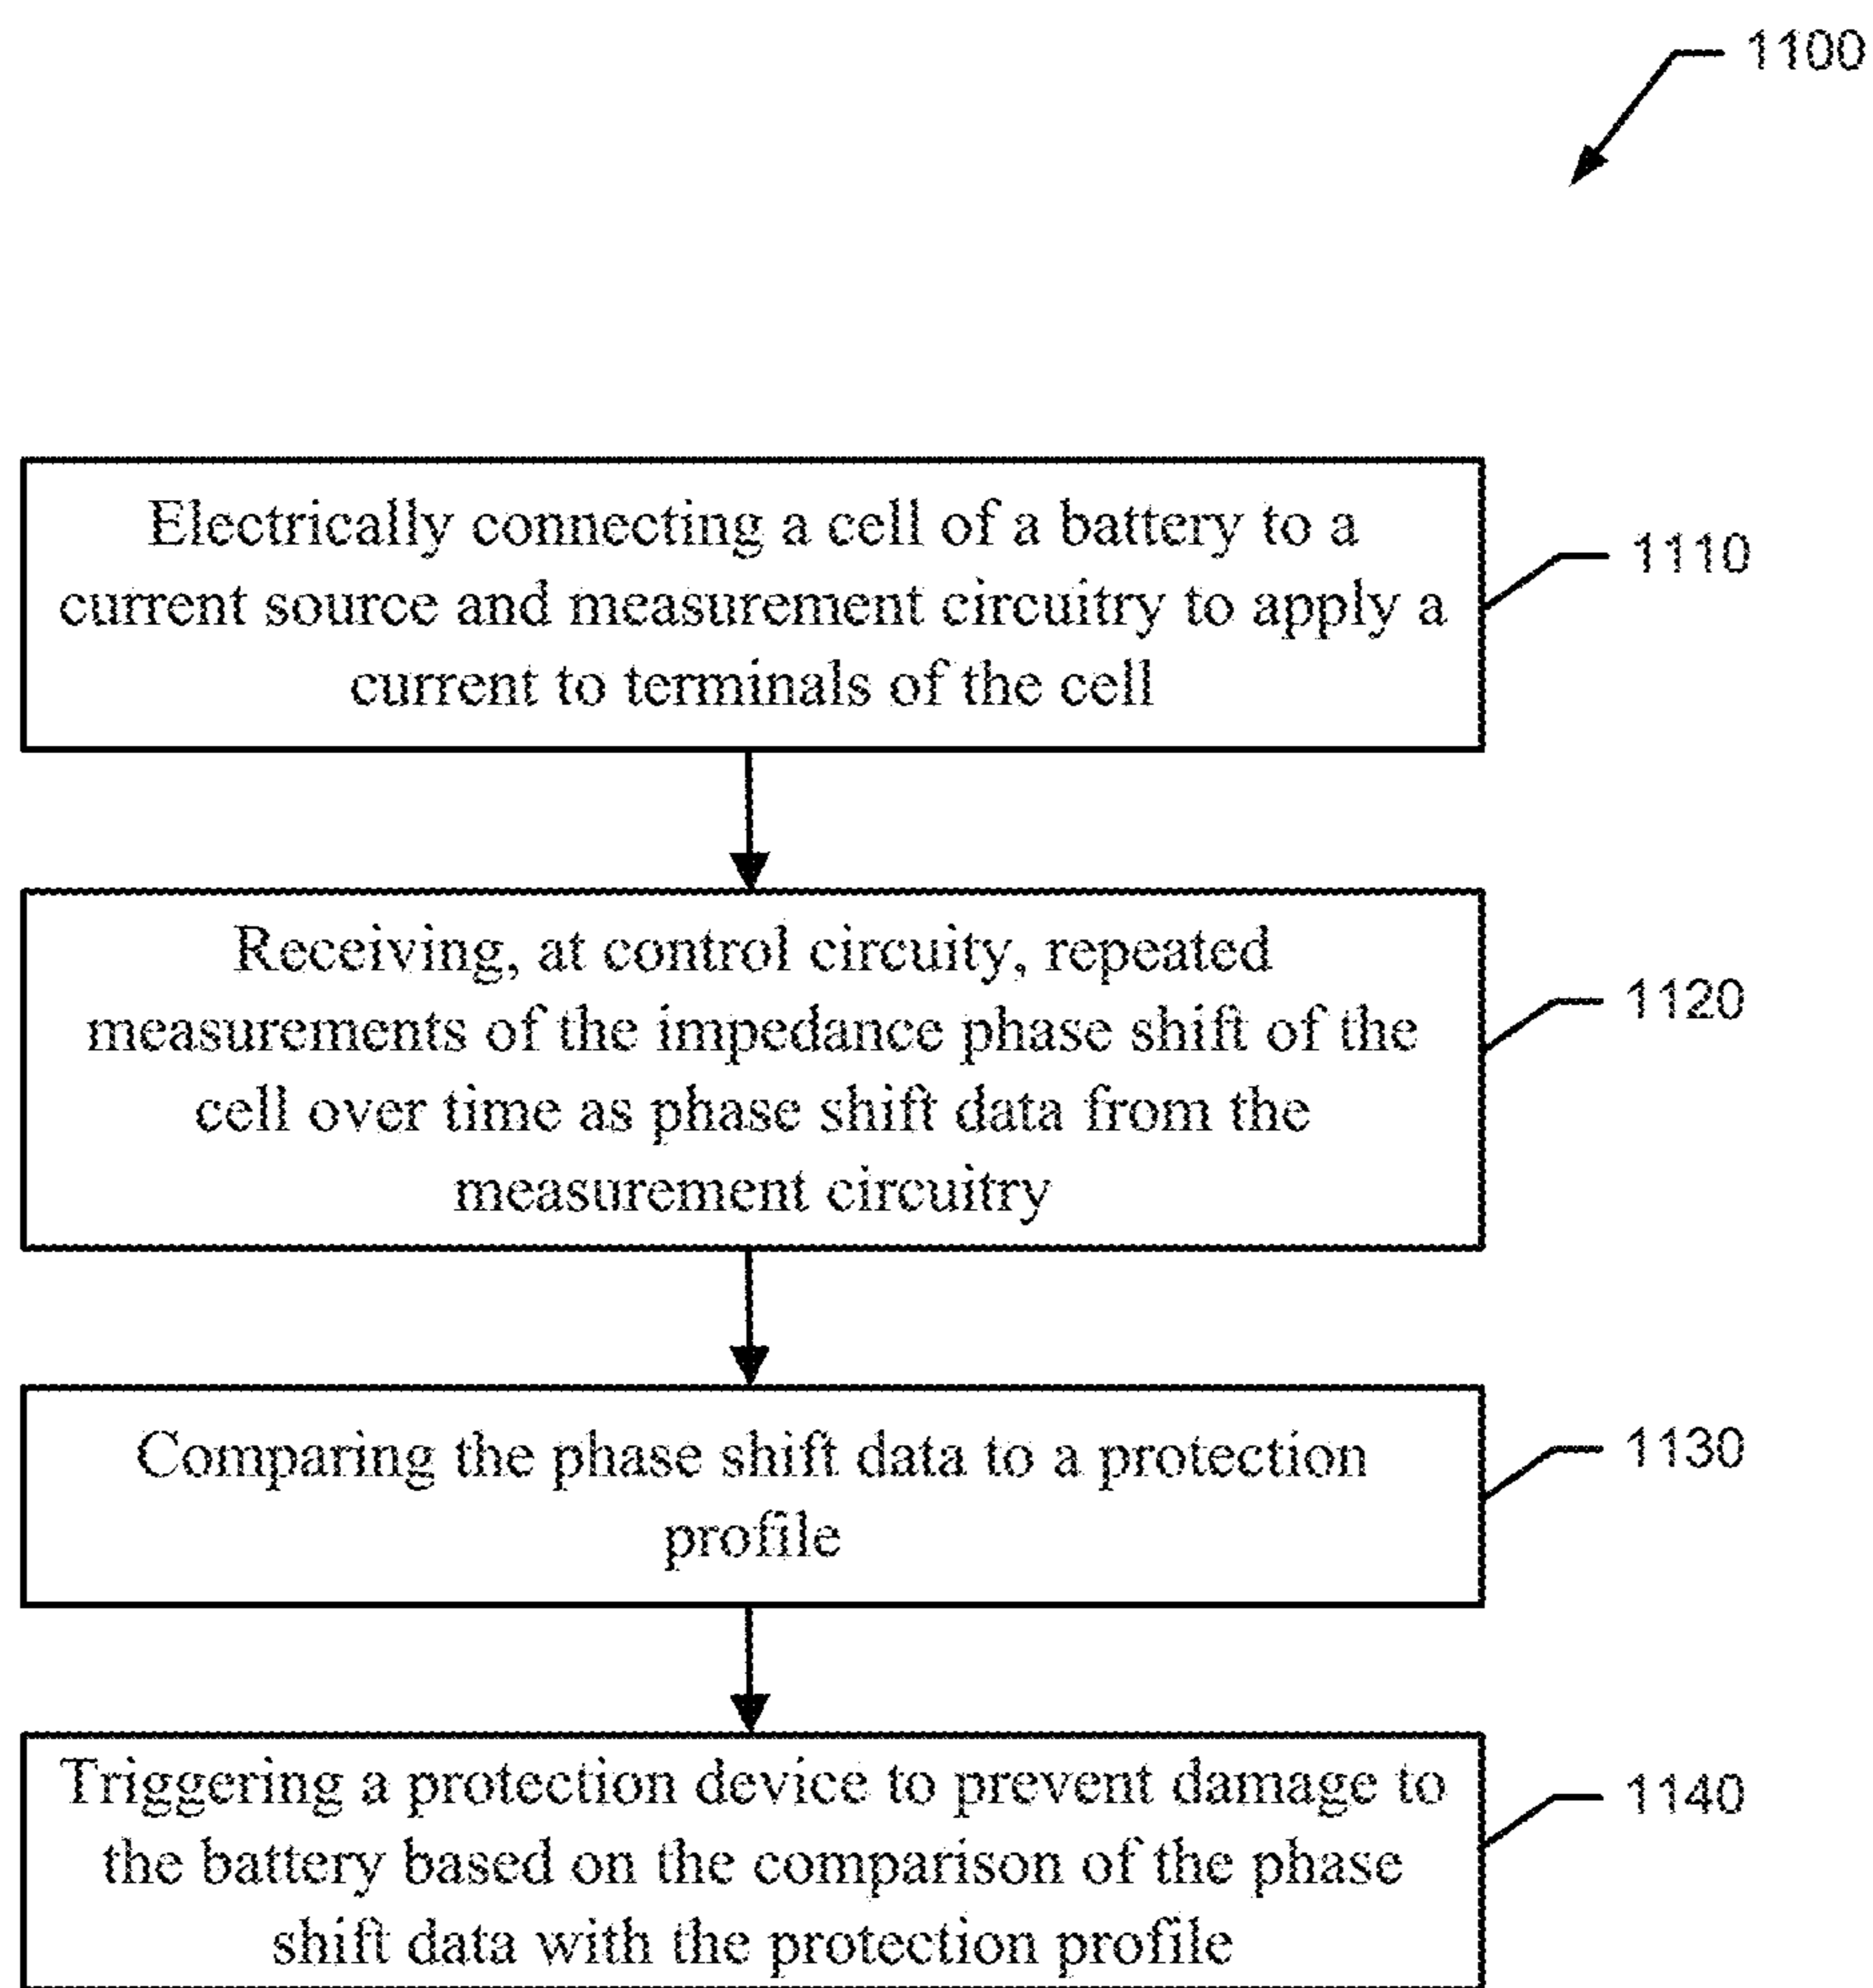 1100
Electrically connecting a cell of a battery to a
current source and measurement circuitry to apply a
current to terminals of the cell
1110
Receiving, at control circuity, repeated
measurements of the impedance phase shift of the
cell over time as phase shift data from the
measurement circuitry
1120
Comparing the phase shift data to a protection
profile
1130
Triggering a protection device to prevent damage to
the battery based on the comparison of the phase
shift data with the protection profile
1140